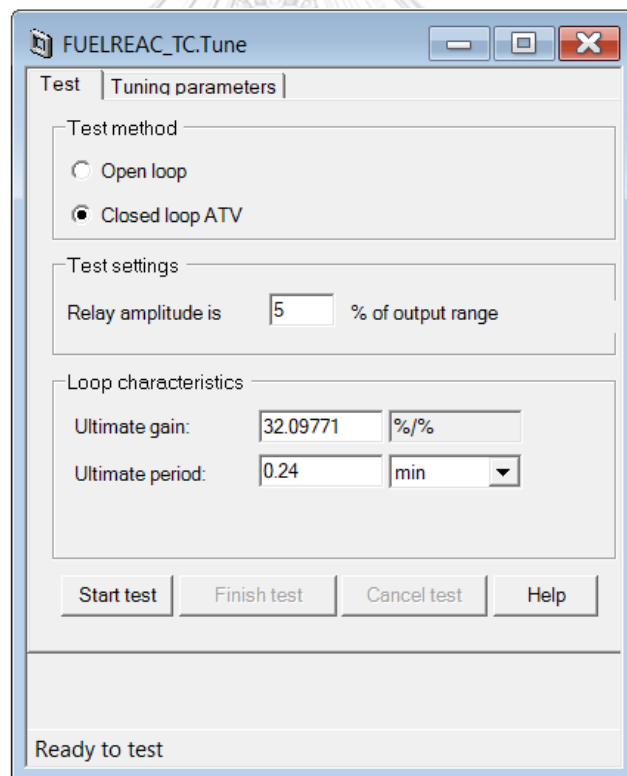 FUELREAC_TC.Tune
Test Tuning parameters
Test method
Open loop
Closed loop ATV
Test settings
Relay amplitude is 5 % of output range
Loop characteristics
Ultimate gain: 32.09771 %/%
Ultimate period: 0.24 min
Start test Finish test Cancel test Help
Ready to test